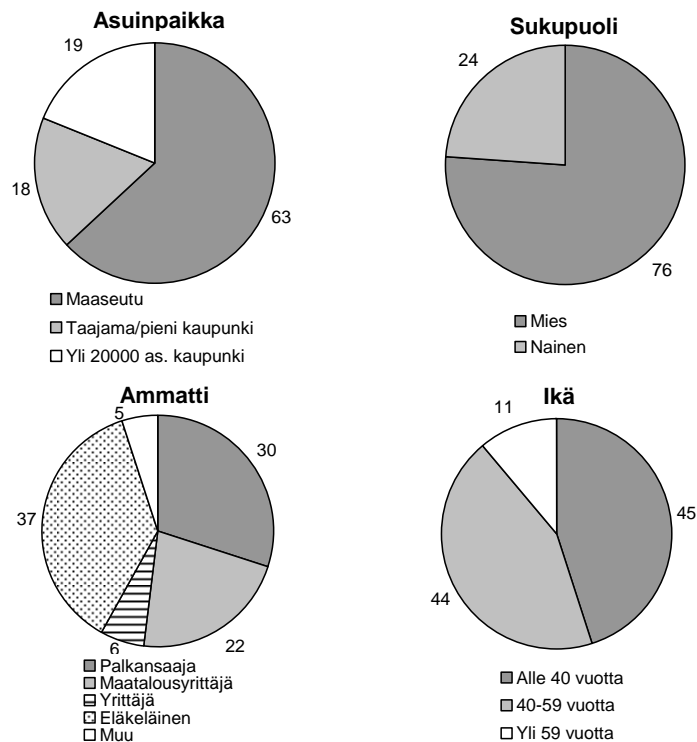 Asuinpaikka
19
18
63
Maaseutu
Taajama/pieni kaupunki
Yli 20000 as. kaupunki
Sukupuoli
24
76
Mies
Nainen
Ammatti
5
30
37
6
22
Palkansaaja
Maatalousyrittäjä
Yrittäjä
Eläkeläinen
Muu
Ikä
11
45
44
Alle 40 vuotta
40-59 vuotta
Yli 59 vuotta